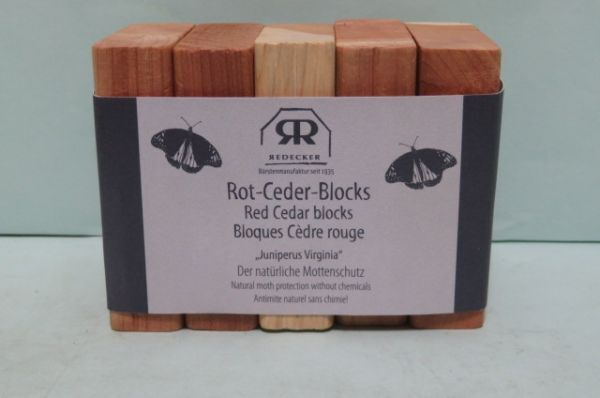 RR
REDECKER
Bürstenmanufaktur seit 1935
Rot-Ceder-Blocks
Red Cedar blocks
Bloques Cèdre rouge
„Juniperus Virginia“
Der natürliche Mottenschutz
Natural moth protection without chemicals
Antimite naturel sans chimie!